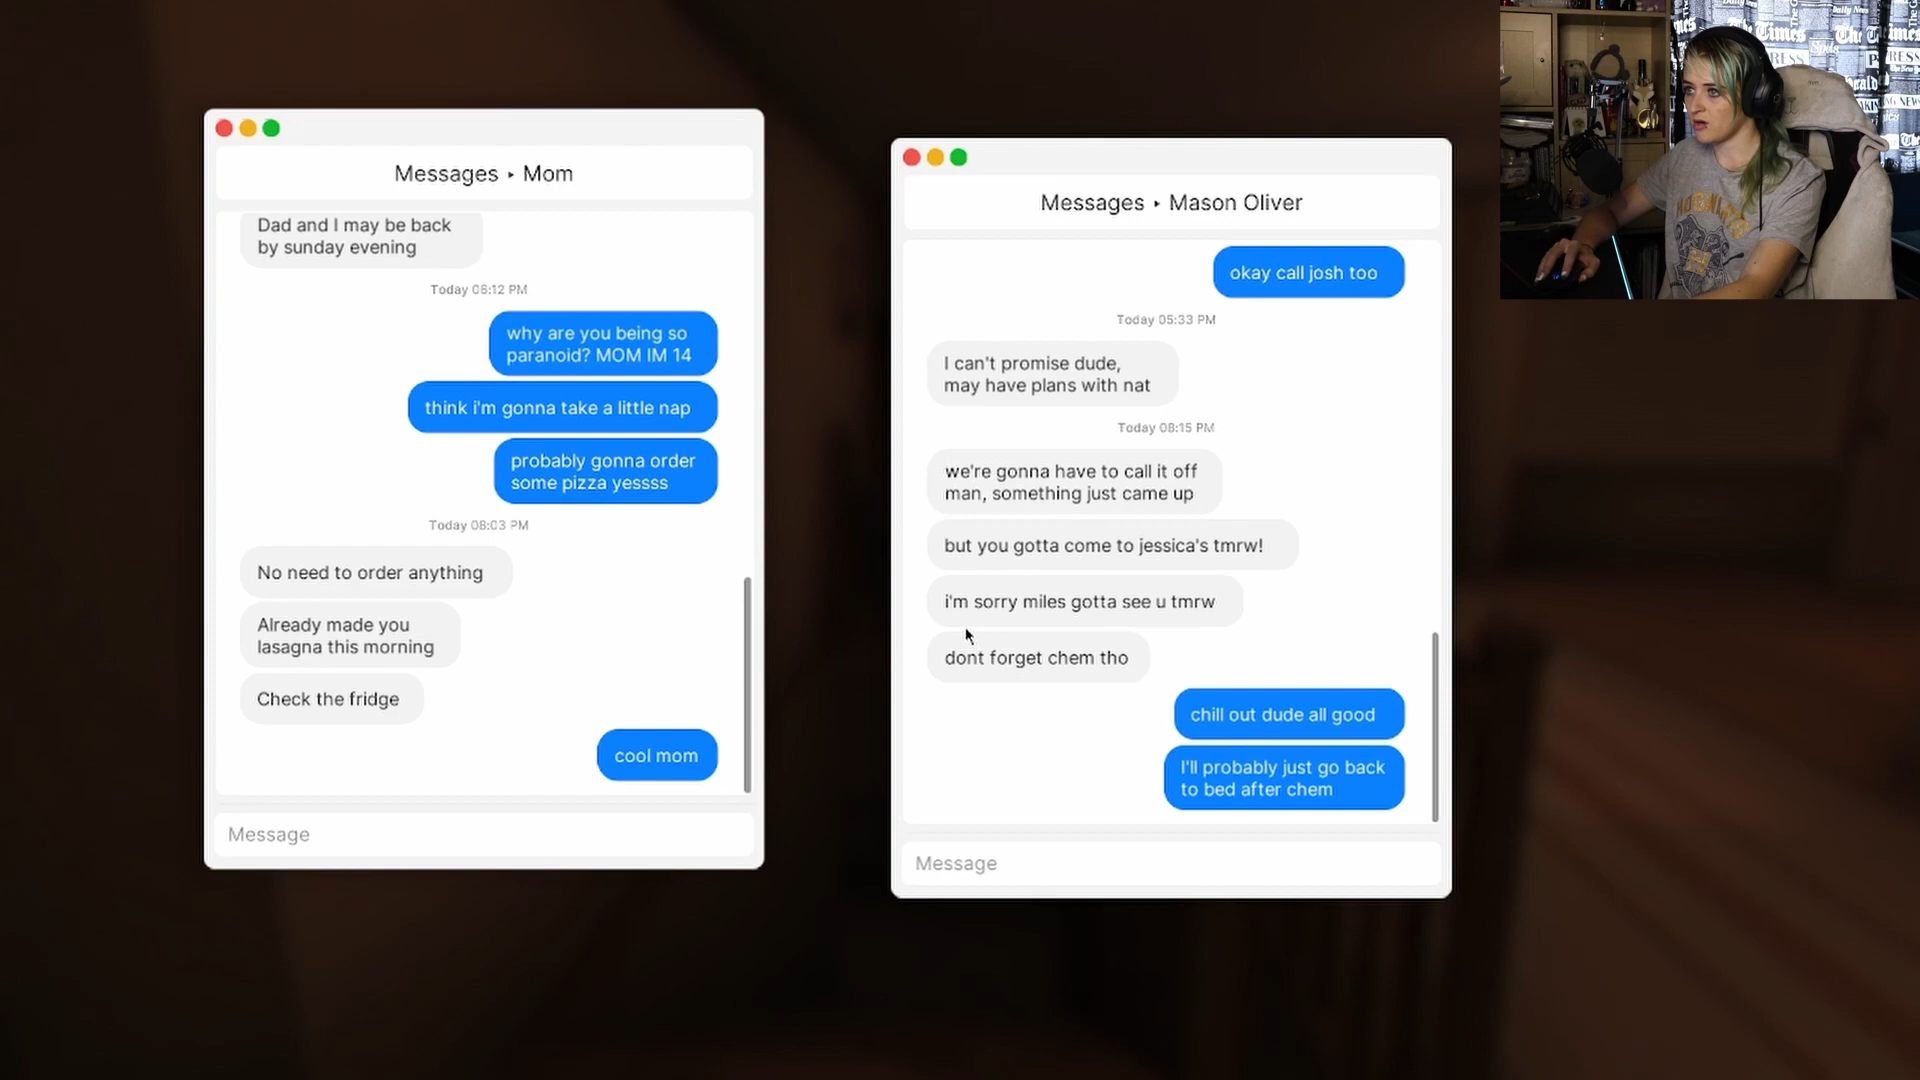 Messages ‣ Mom
Dad and I may be back
by sunday evening
Today 08:12 PM
why are you being so
paranoid? MOM IM 14
think i'm gonna take a little nap
probably gonna order
some pizza yessss
Today 08:03 PM
No need to order anything
Already made you
lasagna this morning
Check the fridge
cool mom
Message
Messages ‣ Mason Oliver
okay call josh too
Today 05:33 PM
I can't promise dude,
may have plans with nat
Today 08:15 PM
we're gonna have to call it off
man, something just came up
but you gotta come to jessica's tmrw!
i'm sorry miles gotta see u tmrw
dont forget chem tho
chill out dude all good
I'll probably just go back
to bed after chem
Message
Times